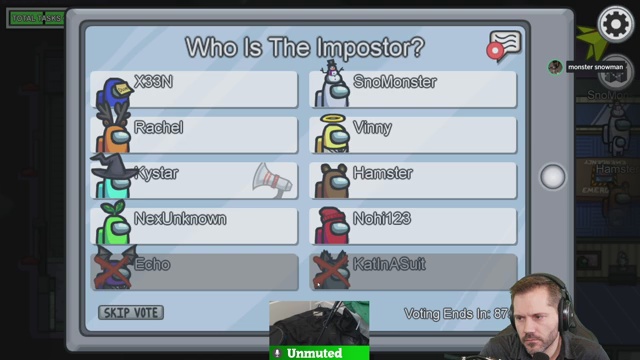 TOTAL TASKS
Who Is The Impostor?
monster snowman
X33N
SnoMonster
Rachel
Vinny
Kystar
Hamster
NexUnknown
Nohi123
Echo
KatInASuit
SKIP VOTE
Voting Ends In: 87
Unmuted